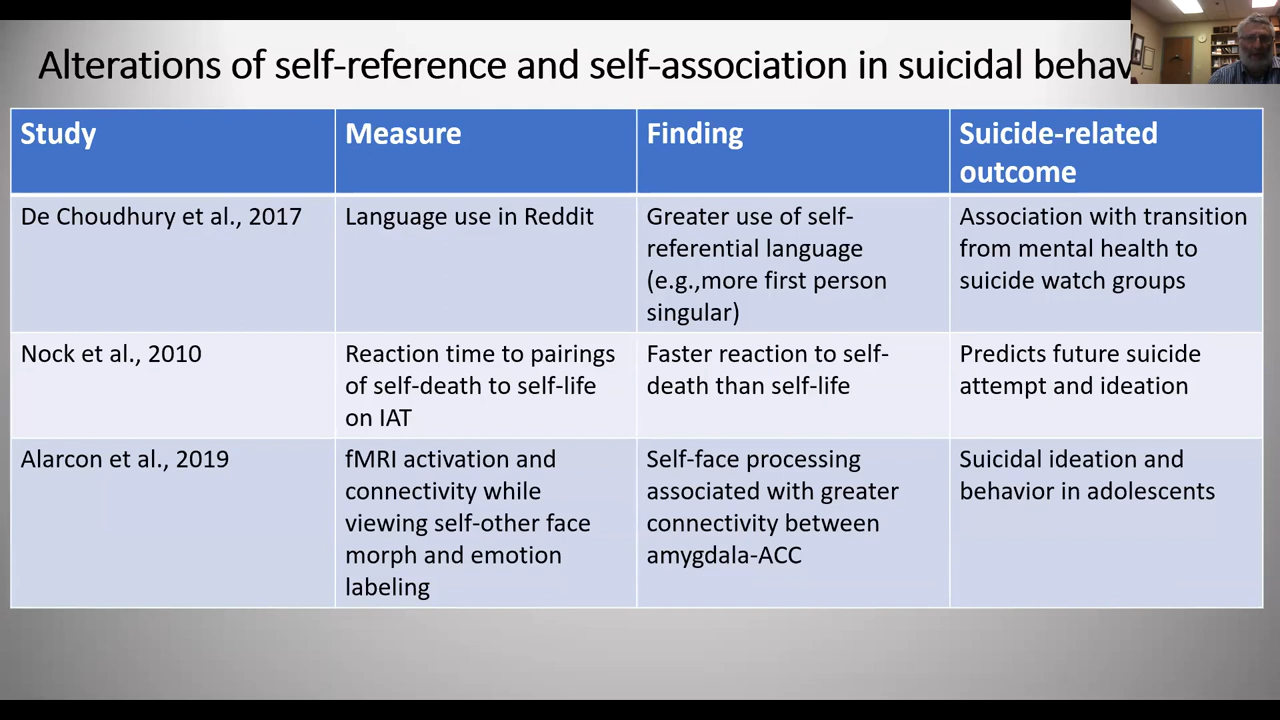 Alterations of self-reference and self-association in suicidal
Study
Measure
Finding
Suicide-related
outcome
De Choudhury et al., 2017
Language use in Reddit
Greater use of self-
referential language
(e.g.,more first person
singular)
Association with transition
from mental health to
suicide watch groups
Nock et al., 2010
Reaction time to pairings
of self-death to self-life
on IAT
Faster reaction to self-
death than self-life
Predicts future suicide
attempt and ideation
Alarcon et al., 2019
fMRI activation and
connectivity while
viewing self-other face
morph and emotion
labeling
Self-face processing
associated with greater
connectivity between
amygdala-ACC
Suicidal ideation and
behavior in adolescents